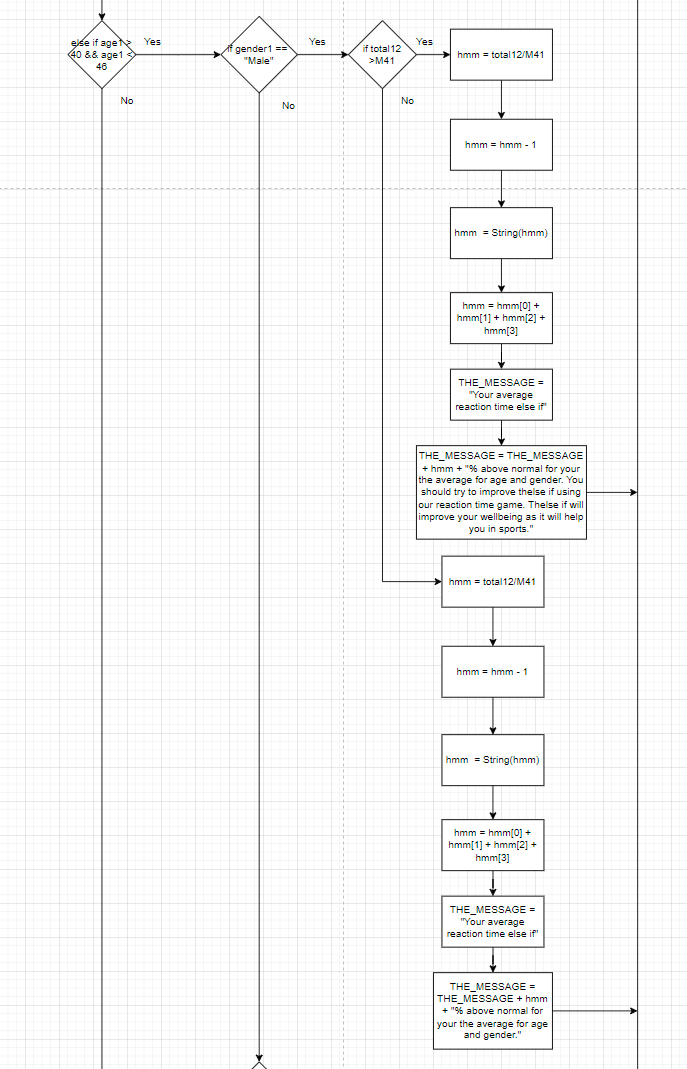 else if age1 >
40 && age1 <
46
Yes
No
if gender1 ==
"Male"
Yes
No
if total12
>M41
Yes
No
hmm = total12/M41
hmm = hmm - 1
hmm = String(hmm)
hmm = hmm[0] +
hmm[1] + hmm[2] +
hmm[3]
THE_MESSAGE =
"Your average
reaction time else if"
THE_MESSAGE = THE_MESSAGE
+ hmm + "% above normal for your
the average for age and gender. You
should try to improve thelse if using
our reaction time game. Thelse if will
improve your wellbeing as it will help
you in sports."
hmm = total12/M41
hmm = hmm - 1
hmm = String(hmm)
hmm = hmm[0] +
hmm[1] + hmm[2] +
hmm[3]
THE_MESSAGE =
"Your average
reaction time else if"
THE_MESSAGE =
THE_MESSAGE + hmm
+ "% above normal for
your the average for age
and gender."